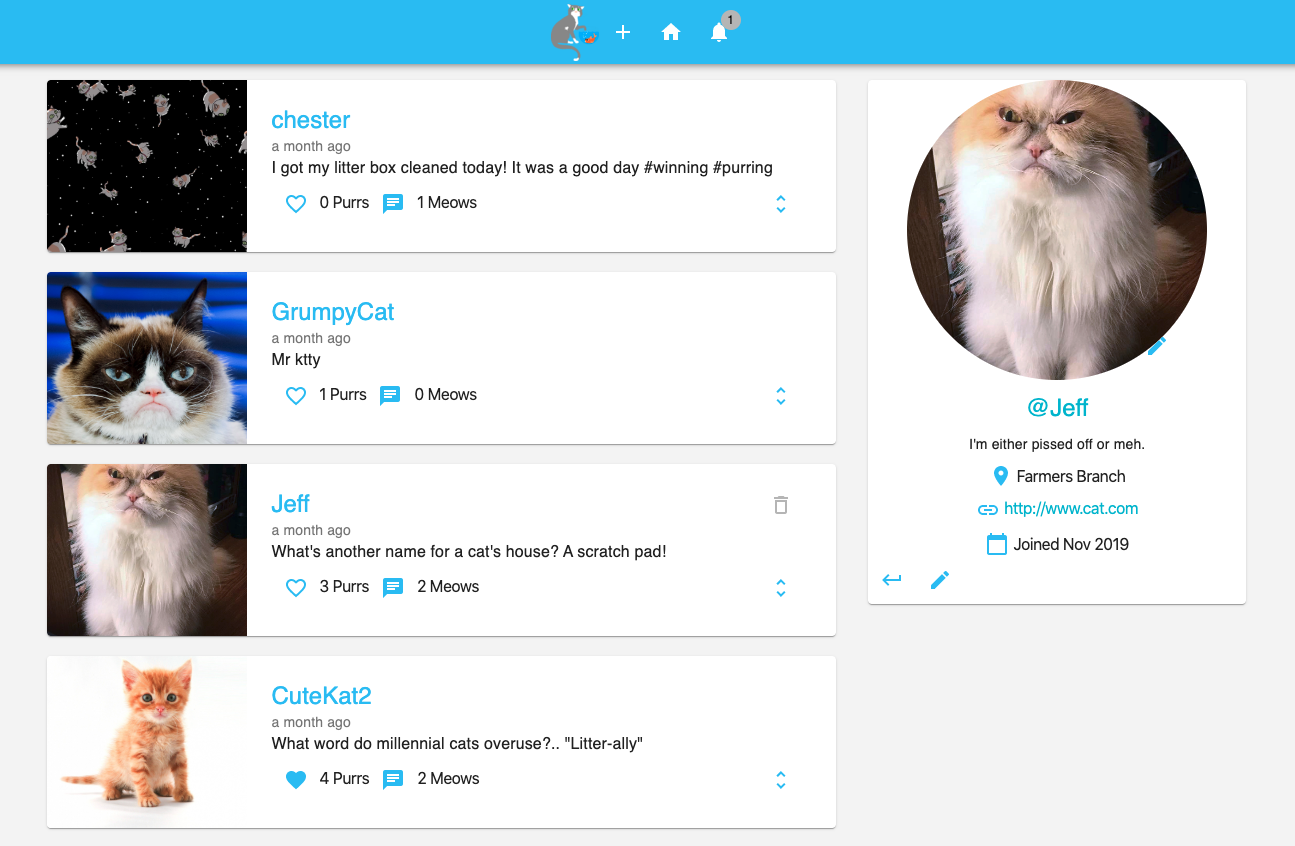 1
chester
a month ago
I got my litter box cleaned today! It was a good day #winning #purring
0 Purrs 1 Meows
GrumpyCat
a month ago
Mr ktty
1 Purrs 0 Meows
Jeff
a month ago
What's another name for a cat's house? A scratch pad!
3 Purrs 2 Meows
CuteKat2
a month ago
What word do millennial cats overuse?.. "Litter-ally"
4 Purrs 2 Meows
@Jeff
I'm either pissed off or meh.
Farmers Branch
http://www.cat.com
Joined Nov 2019